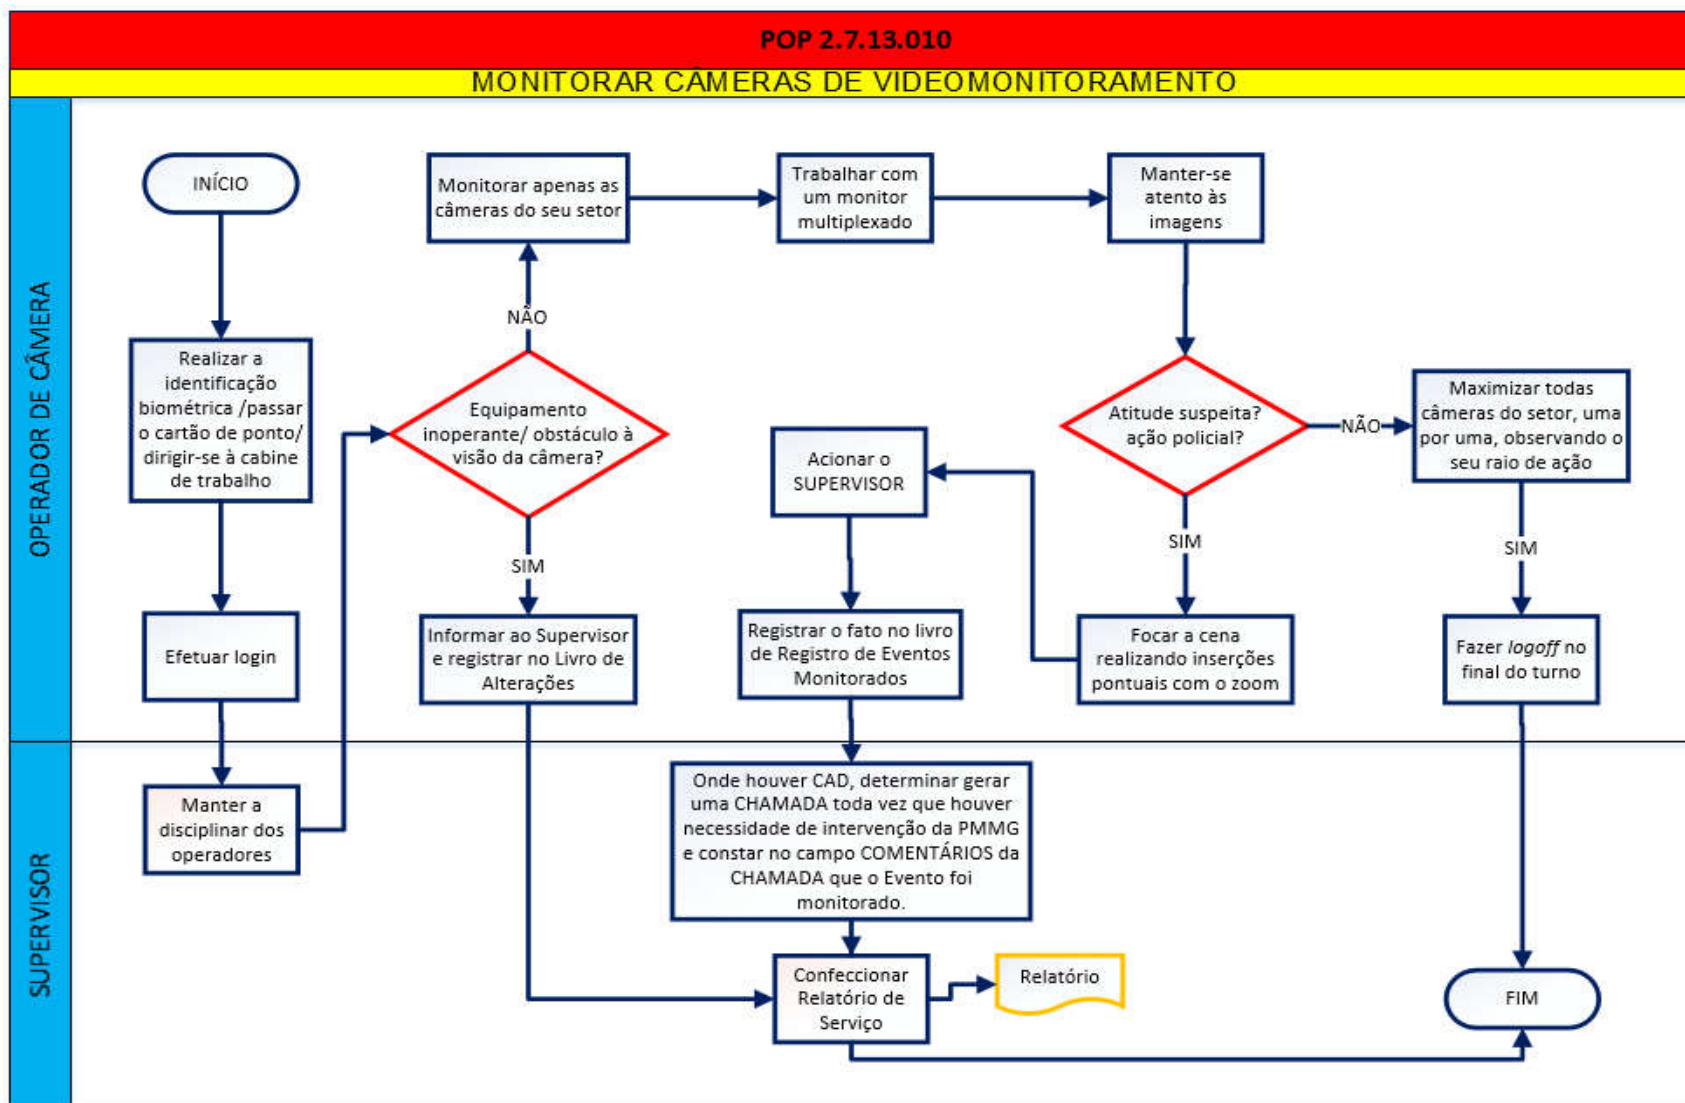 POP 2.7.13.010
MONITORAR CÂMERAS DE VIDEOMONITORAMENTO
OPERADOR DE CÂMERA
INÍCIO
Realizar a
identificação
biométrica /passar
o cartão de ponto/
dirigir-se à cabine
de trabalho
Efetuar login
Monitorar apenas as
câmeras do seu setor
NÃO
Equipamento
inoperante/ obstáculo à
visão da câmera?
SIM
Informar ao Supervisor
e registrar no Livro de
Alterações
Trabalhar com
um monitor
multiplexado
Manter-se
atento às
imagens
Atitude suspeita?
ação policial?
NÃO
Maximizar todas
câmeras do setor, uma
por uma, observando o
seu raio de ação
SIM
Fazer logoff no
final do turno
SIM
Focar a cena
realizando inserções
pontuais com o zoom
Acionar o
SUPERVISOR
Registrar o fato no livro
de Registro de Eventos
Monitorados
SUPERVISOR
Manter a
disciplinar dos
operadores
Onde houver CAD, determinar gerar
uma CHAMADA toda vez que houver
necessidade de intervenção da PMMG
e constar no campo COMENTÁRIOS da
CHAMADA que o Evento foi
monitorado.
Confeccionar
Relatório de
Serviço
Relatório
FIM